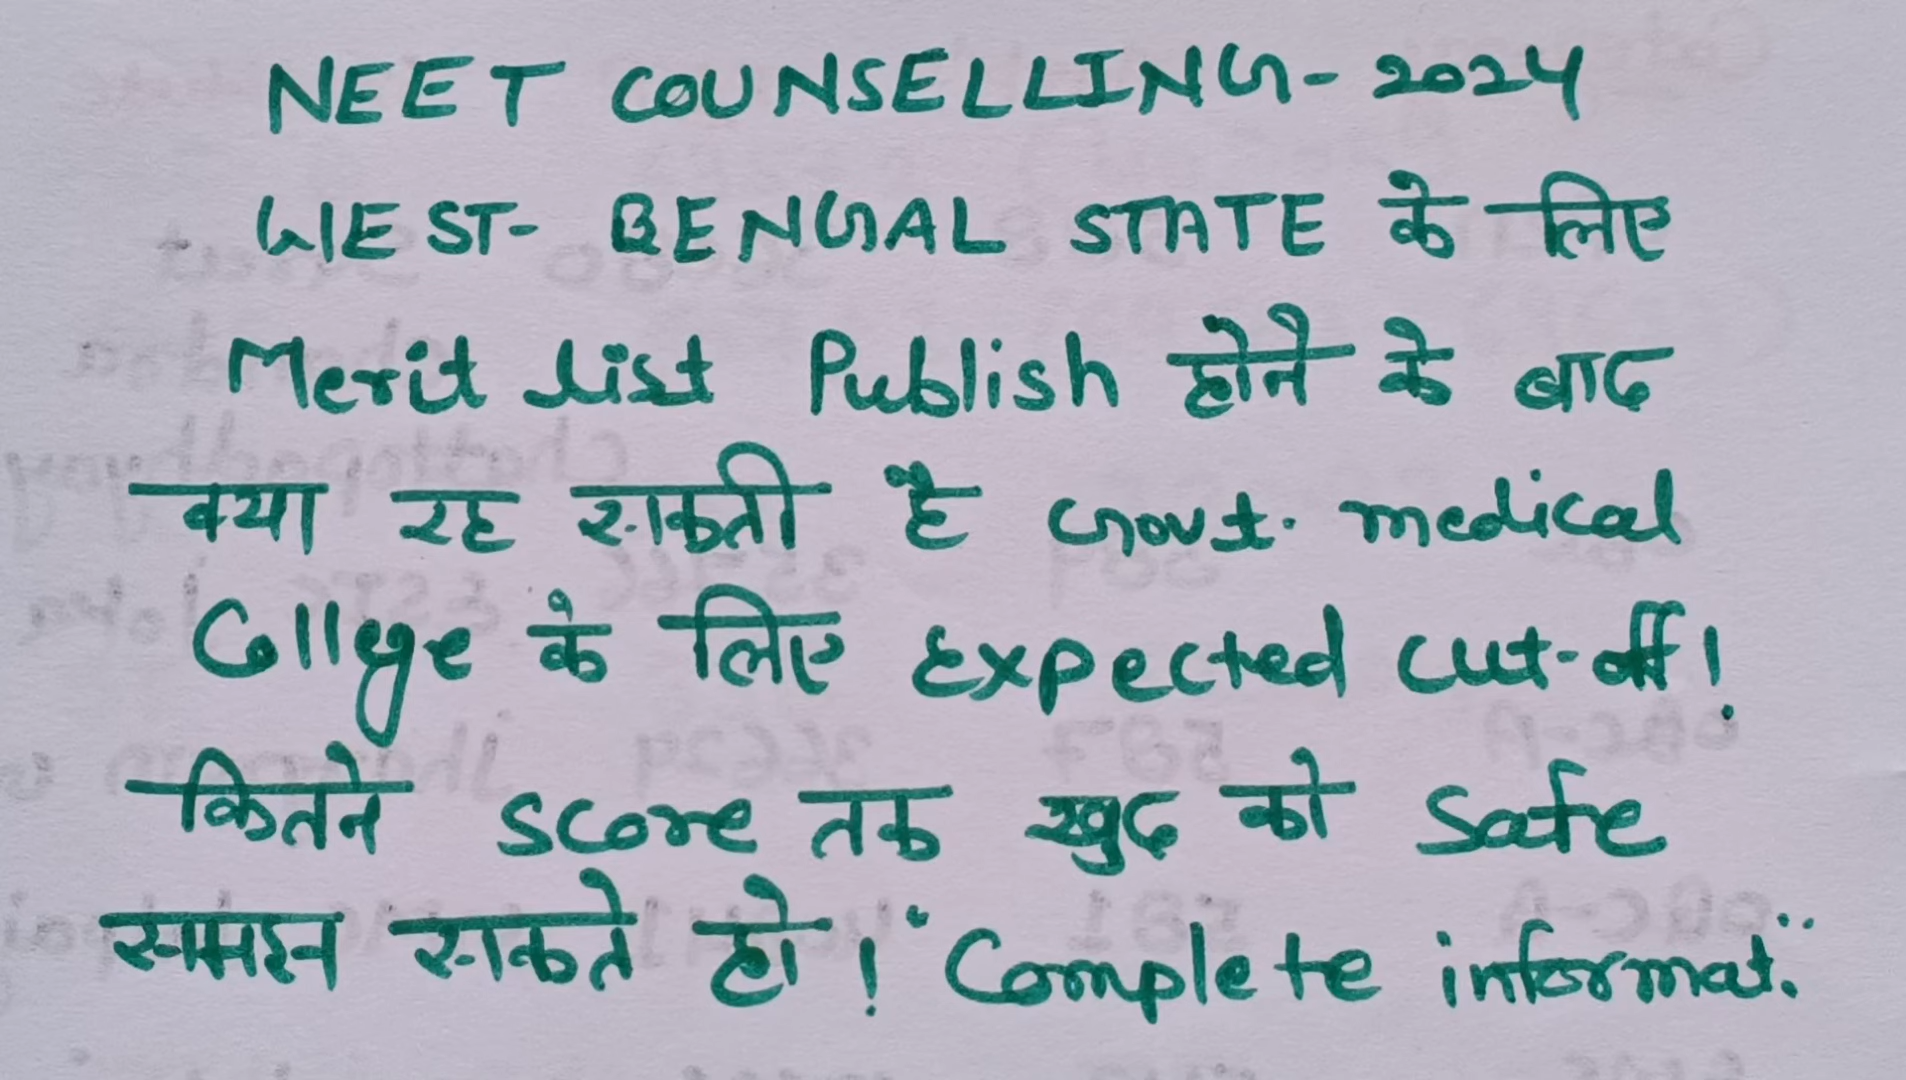 NEET COUNSELLING-2024
WEST- BENGAL STATE के लिए
Merit List Publish होने के बाद
क्या रह सकती है Govt. medical
College के लिए Expected cut-off!
कितने score तक खुद को Safe
समझ सकते हो! "Complete informat."